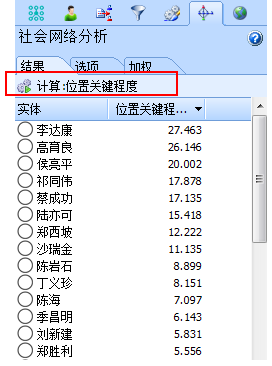 社会网络分析
结果 选项 加权
计算:位置关键程度
实体 位置关键程...
李达康 27.463
高育良 26.146
侯亮平 20.002
祁同伟 17.878
蔡成功 17.135
陆亦可 15.418
郑西坡 12.222
沙瑞金 11.135
陈岩石 8.899
丁义珍 8.151
陈海 7.097
季昌明 6.143
刘新建 5.831
郑胜利 5.556